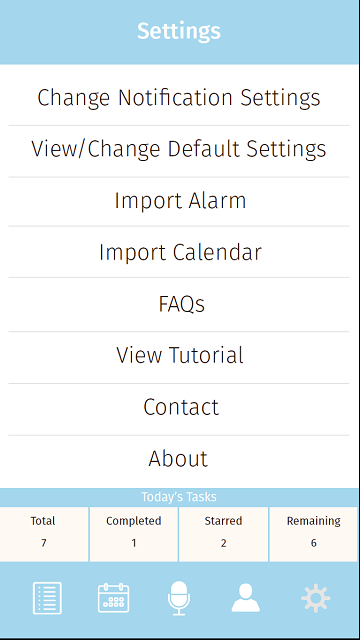 Settings
Change Notification Settings
View/Change Default Settings
Import Alarm
Import Calendar
FAQs
View Tutorial
Contact
About
Today's Tasks
Total Completed Starred Remaining
7 1 2 6